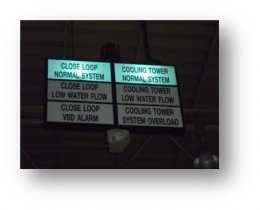 CLOSE LOOP
NORMAL SYSTEM
CLOSE LOOP
LOW WATER FLOW
CLOSE LOOP
VSD ALARM
COOLING TOWER
NORMAL SYSTEM
COOLING TOWER
LOW WATER FLOW
COOLING TOWER
SYSTEM OVERLOAD